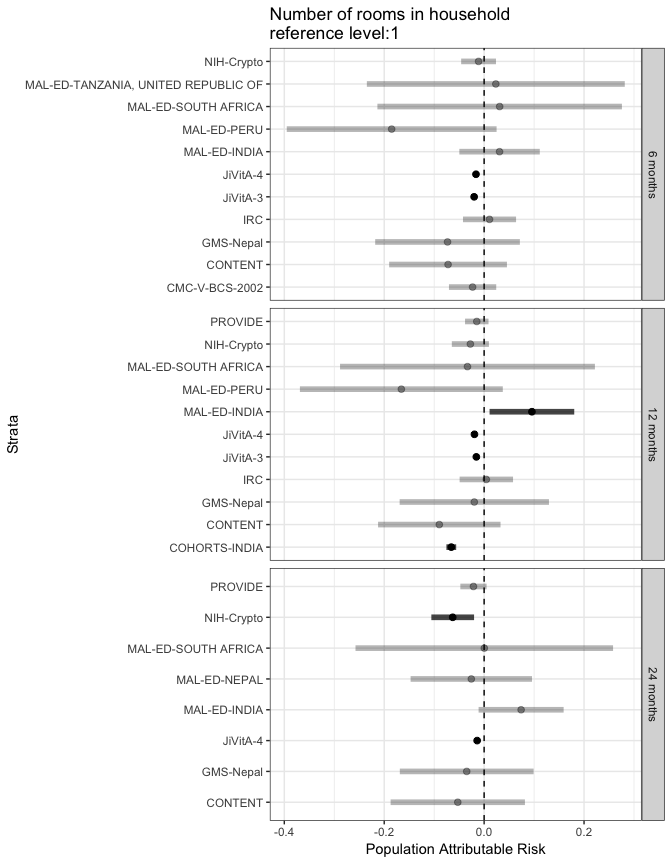 Number of rooms in household
reference level:1
NIH-Crypto
MAL-ED-TANZANIA, UNITED REPUBLIC OF
MAL-ED-SOUTH AFRICA
MAL-ED-PERU
MAL-ED-INDIA
JiVitA-4
JiVitA-3
IRC
GMS-Nepal
CONTENT
CMC-V-BCS-2002
6 months
PROVIDE
NIH-Crypto
MAL-ED-SOUTH AFRICA
MAL-ED-PERU
MAL-ED-INDIA
JiVitA-4
JiVitA-3
IRC
GMS-Nepal
CONTENT
COHORTS-INDIA
12 months
PROVIDE
NIH-Crypto
MAL-ED-SOUTH AFRICA
MAL-ED-NEPAL
MAL-ED-INDIA
JiVitA-4
GMS-Nepal
CONTENT
24 months
Strata
-0.4 -0.2 0.0 0.2
Population Attributable Risk